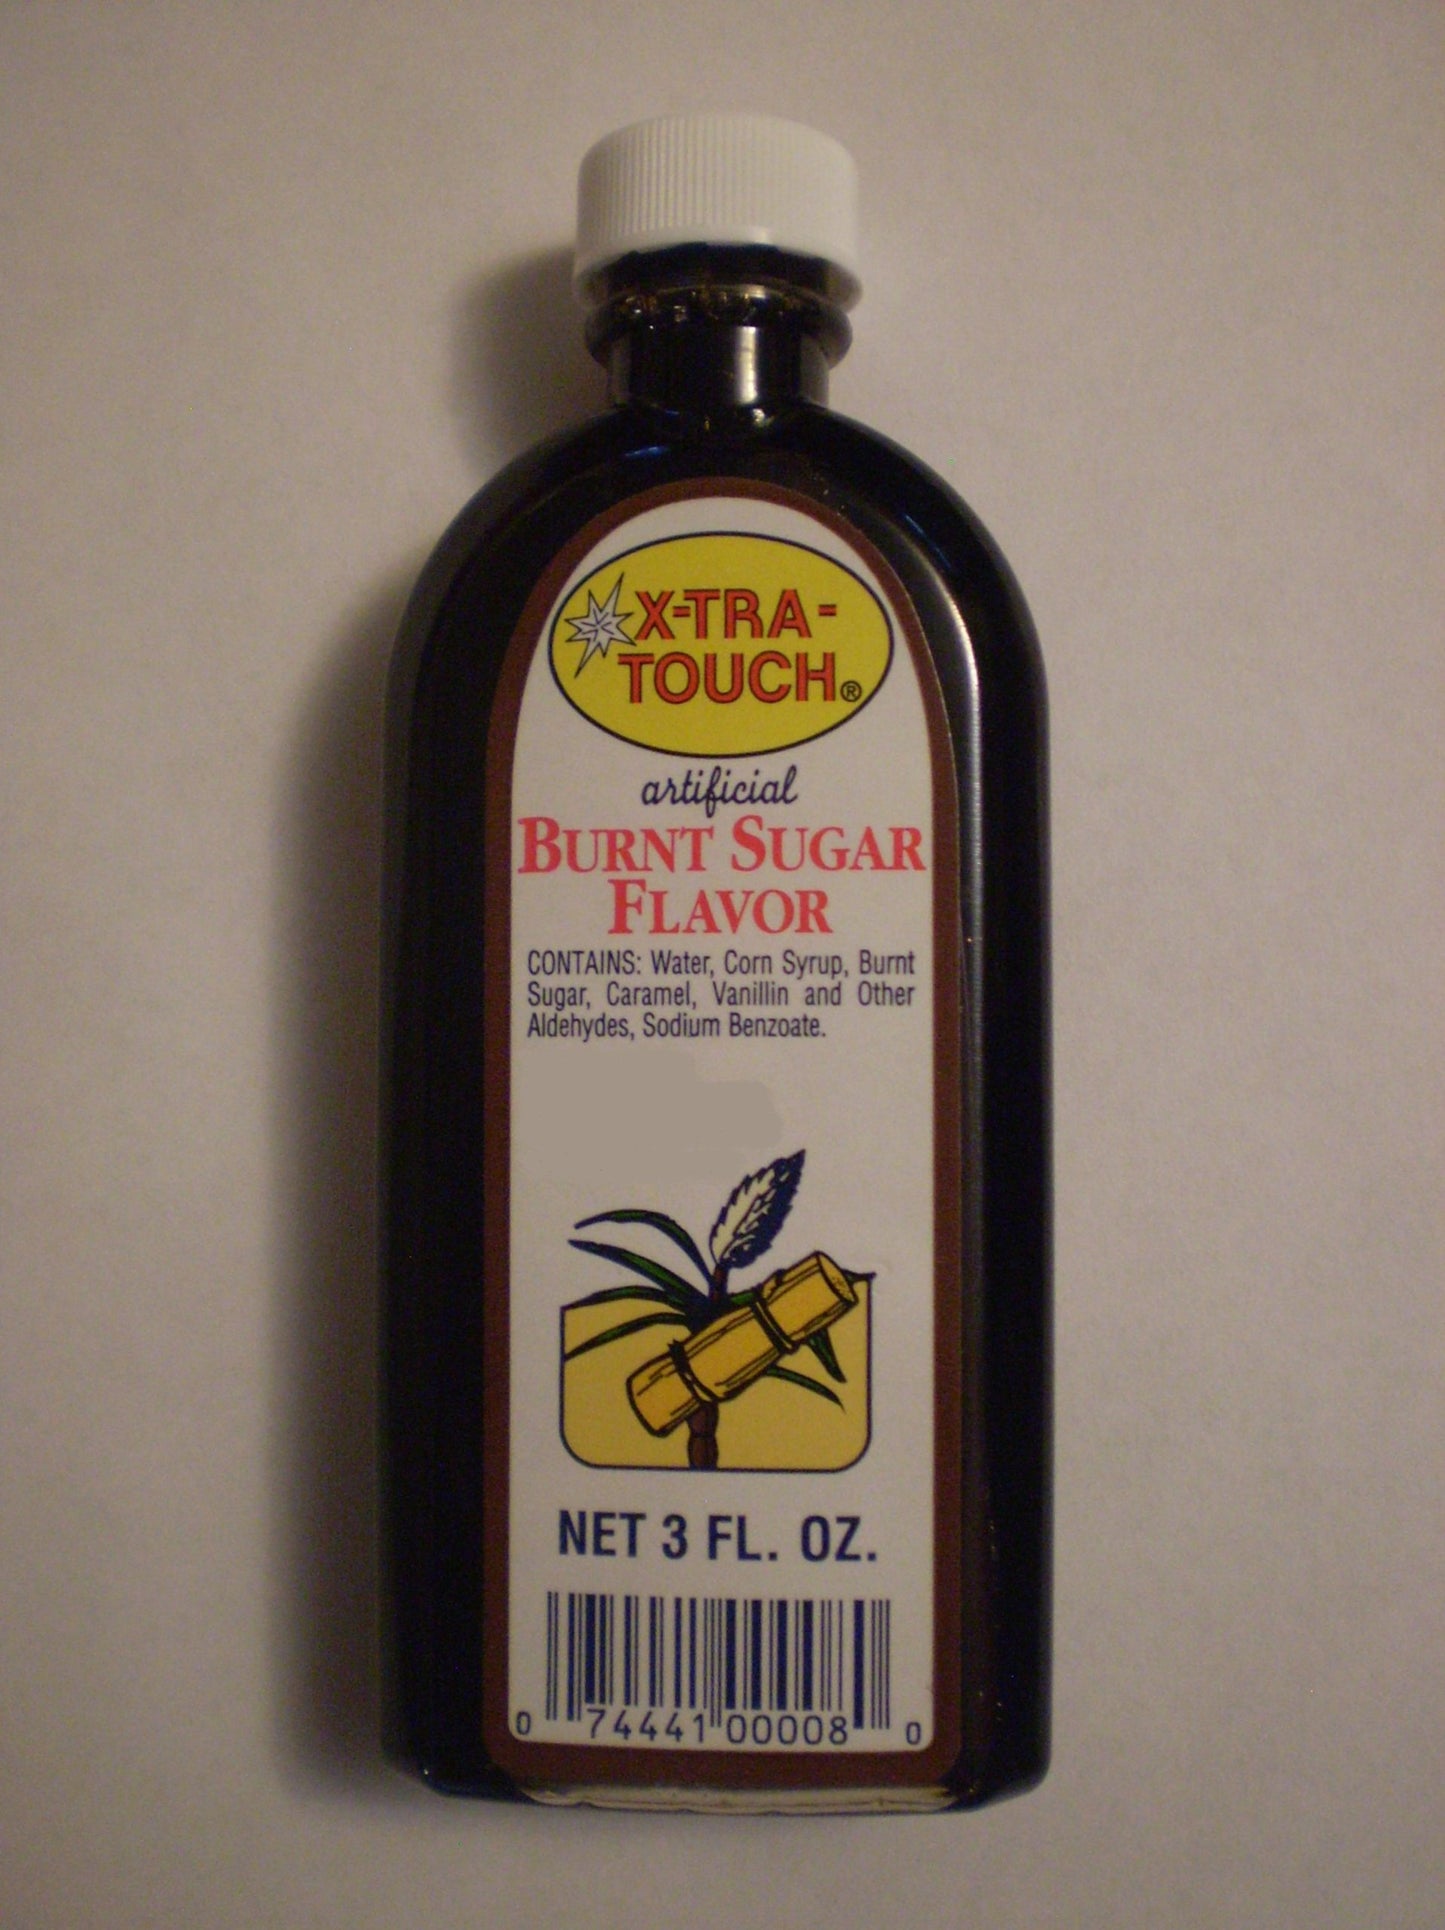 X-TRA-
TOUCH®
artificial
BURNT SUGAR
FLAVOR
CONTAINS: Water, Corn Syrup, Burnt
Sugar, Caramel, Vanillin and Other
Aldehydes, Sodium Benzoate.
NET 3 FL. OZ.
0 74441 00008 0